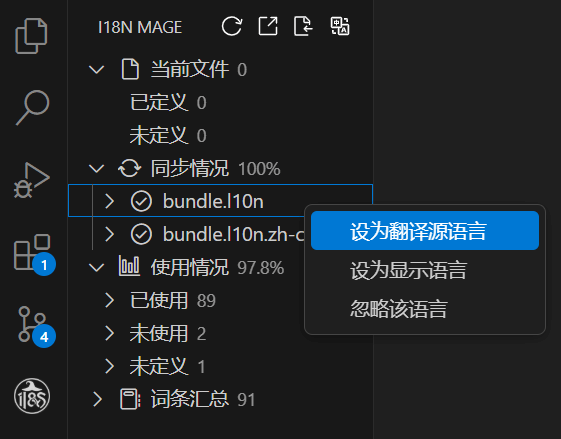 I18N MAGE
当前文件 0
已定义 0
未定义 0
同步情况 100%
bundle.l10n
bundle.l10n.zh-c
设为翻译源语言
设为显示语言
忽略该语言
使用情况 97.8%
已使用 89
未使用 2
未定义 1
词条汇总 91
1
4